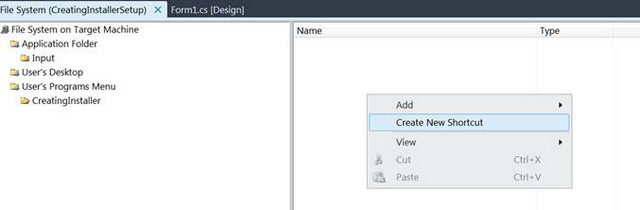 File System (CreatingInstallerSetup) Form1.cs [Design]
File System on Target Machine
Application Folder
Input
User's Desktop
User's Programs Menu
CreatingInstaller
Name Type
Add
Create New Shortcut
View
Cut Ctrl+X
Paste Ctrl+V